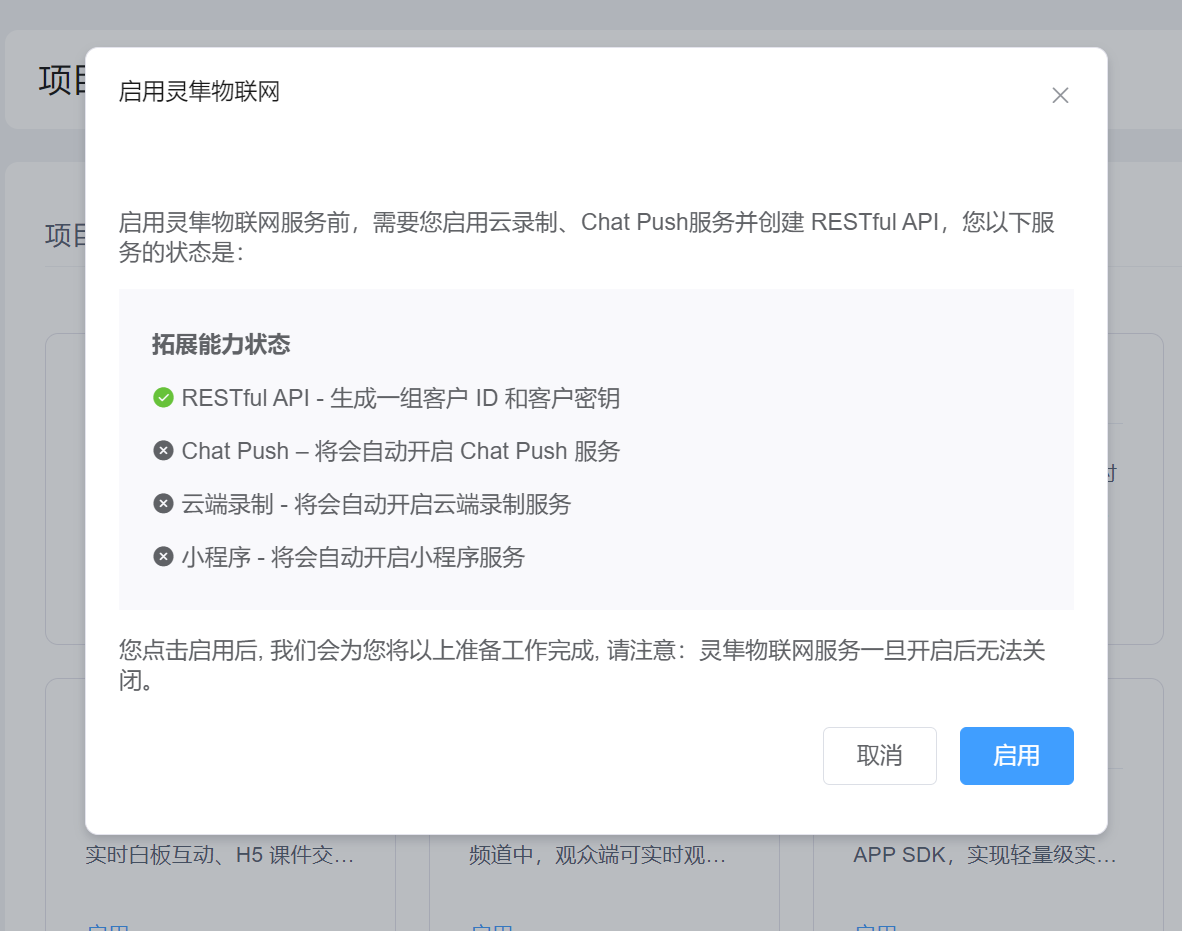 项目
启用灵隼物联网
启用灵隼物联网服务前，需要您启用云录制、Chat Push服务并创建 RESTful API，您以下服
务的状态是：
项目
拓展能力状态
RESTful API - 生成一组客户 ID 和客户密钥
Chat Push – 将会自动开启 Chat Push 服务
云端录制 - 将会自动开启云端录制服务
小程序 - 将会自动开启小程序服务
您点击启用后, 我们会为您将以上准备工作完成, 请注意：灵隼物联网服务一旦开启后无法关
闭。
取消 启用
实时白板互动、H5 课件交… 频道中，观众端可实时观… APP SDK，实现轻量级实…
启用 启用 启用